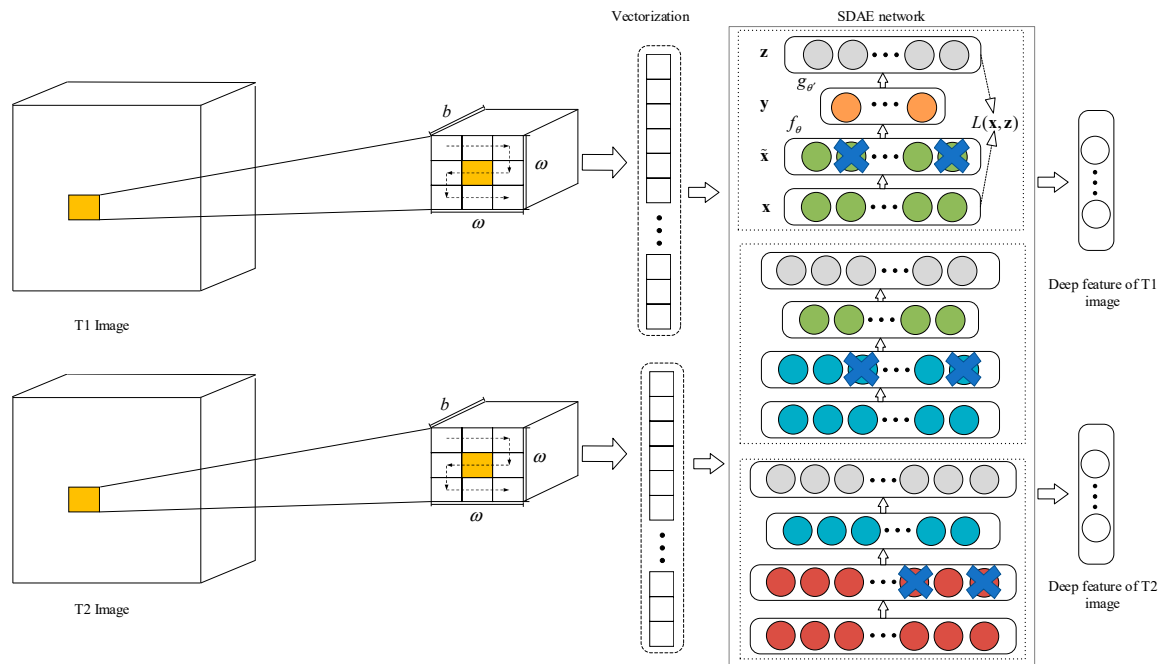 Vectorization
SDAE network
z
g_θ'
y
f_θ
x̃
x
L(x,z)
b
ω
ω
T1 Image
Deep feature of T1
image
b
ω
ω
T2 Image
Deep feature of T2
image